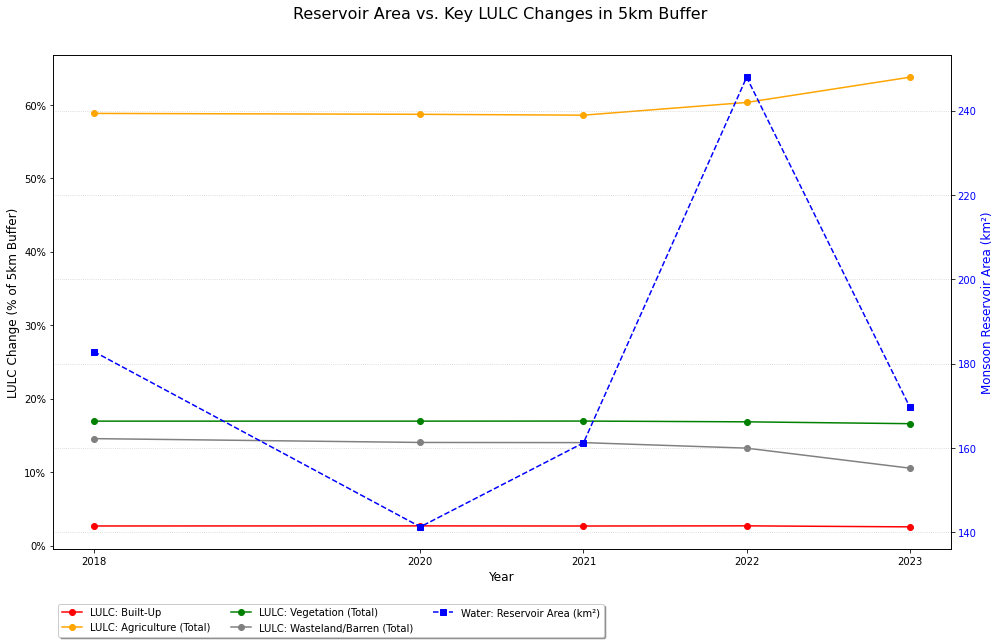 Reservoir Area vs. Key LULC Changes in 5km Buffer
LULC Change (% of 5km Buffer)
60%
50%
40%
30%
20%
10%
0%
240
220
200
180
160
140
Monsoon Reservoir Area (km²)
2018
2020
2021
2022
2023
Year
LULC: Built-Up
LULC: Agriculture (Total)
LULC: Vegetation (Total)
LULC: Wasteland/Barren (Total)
Water: Reservoir Area (km²)